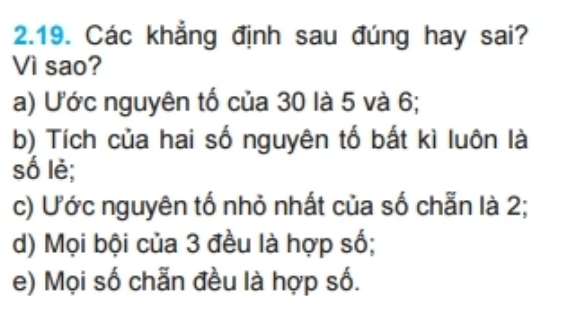 2.19. Các khẳng định sau đúng hay sai?
Vì sao?
a) Ước nguyên tố của 30 là 5 và 6;
b) Tích của hai số nguyên tố bất kì luôn là
số lẻ;
c) Ước nguyên tố nhỏ nhất của số chẵn là 2;
d) Mọi bội của 3 đều là hợp số;
e) Mọi số chẵn đều là hợp số.